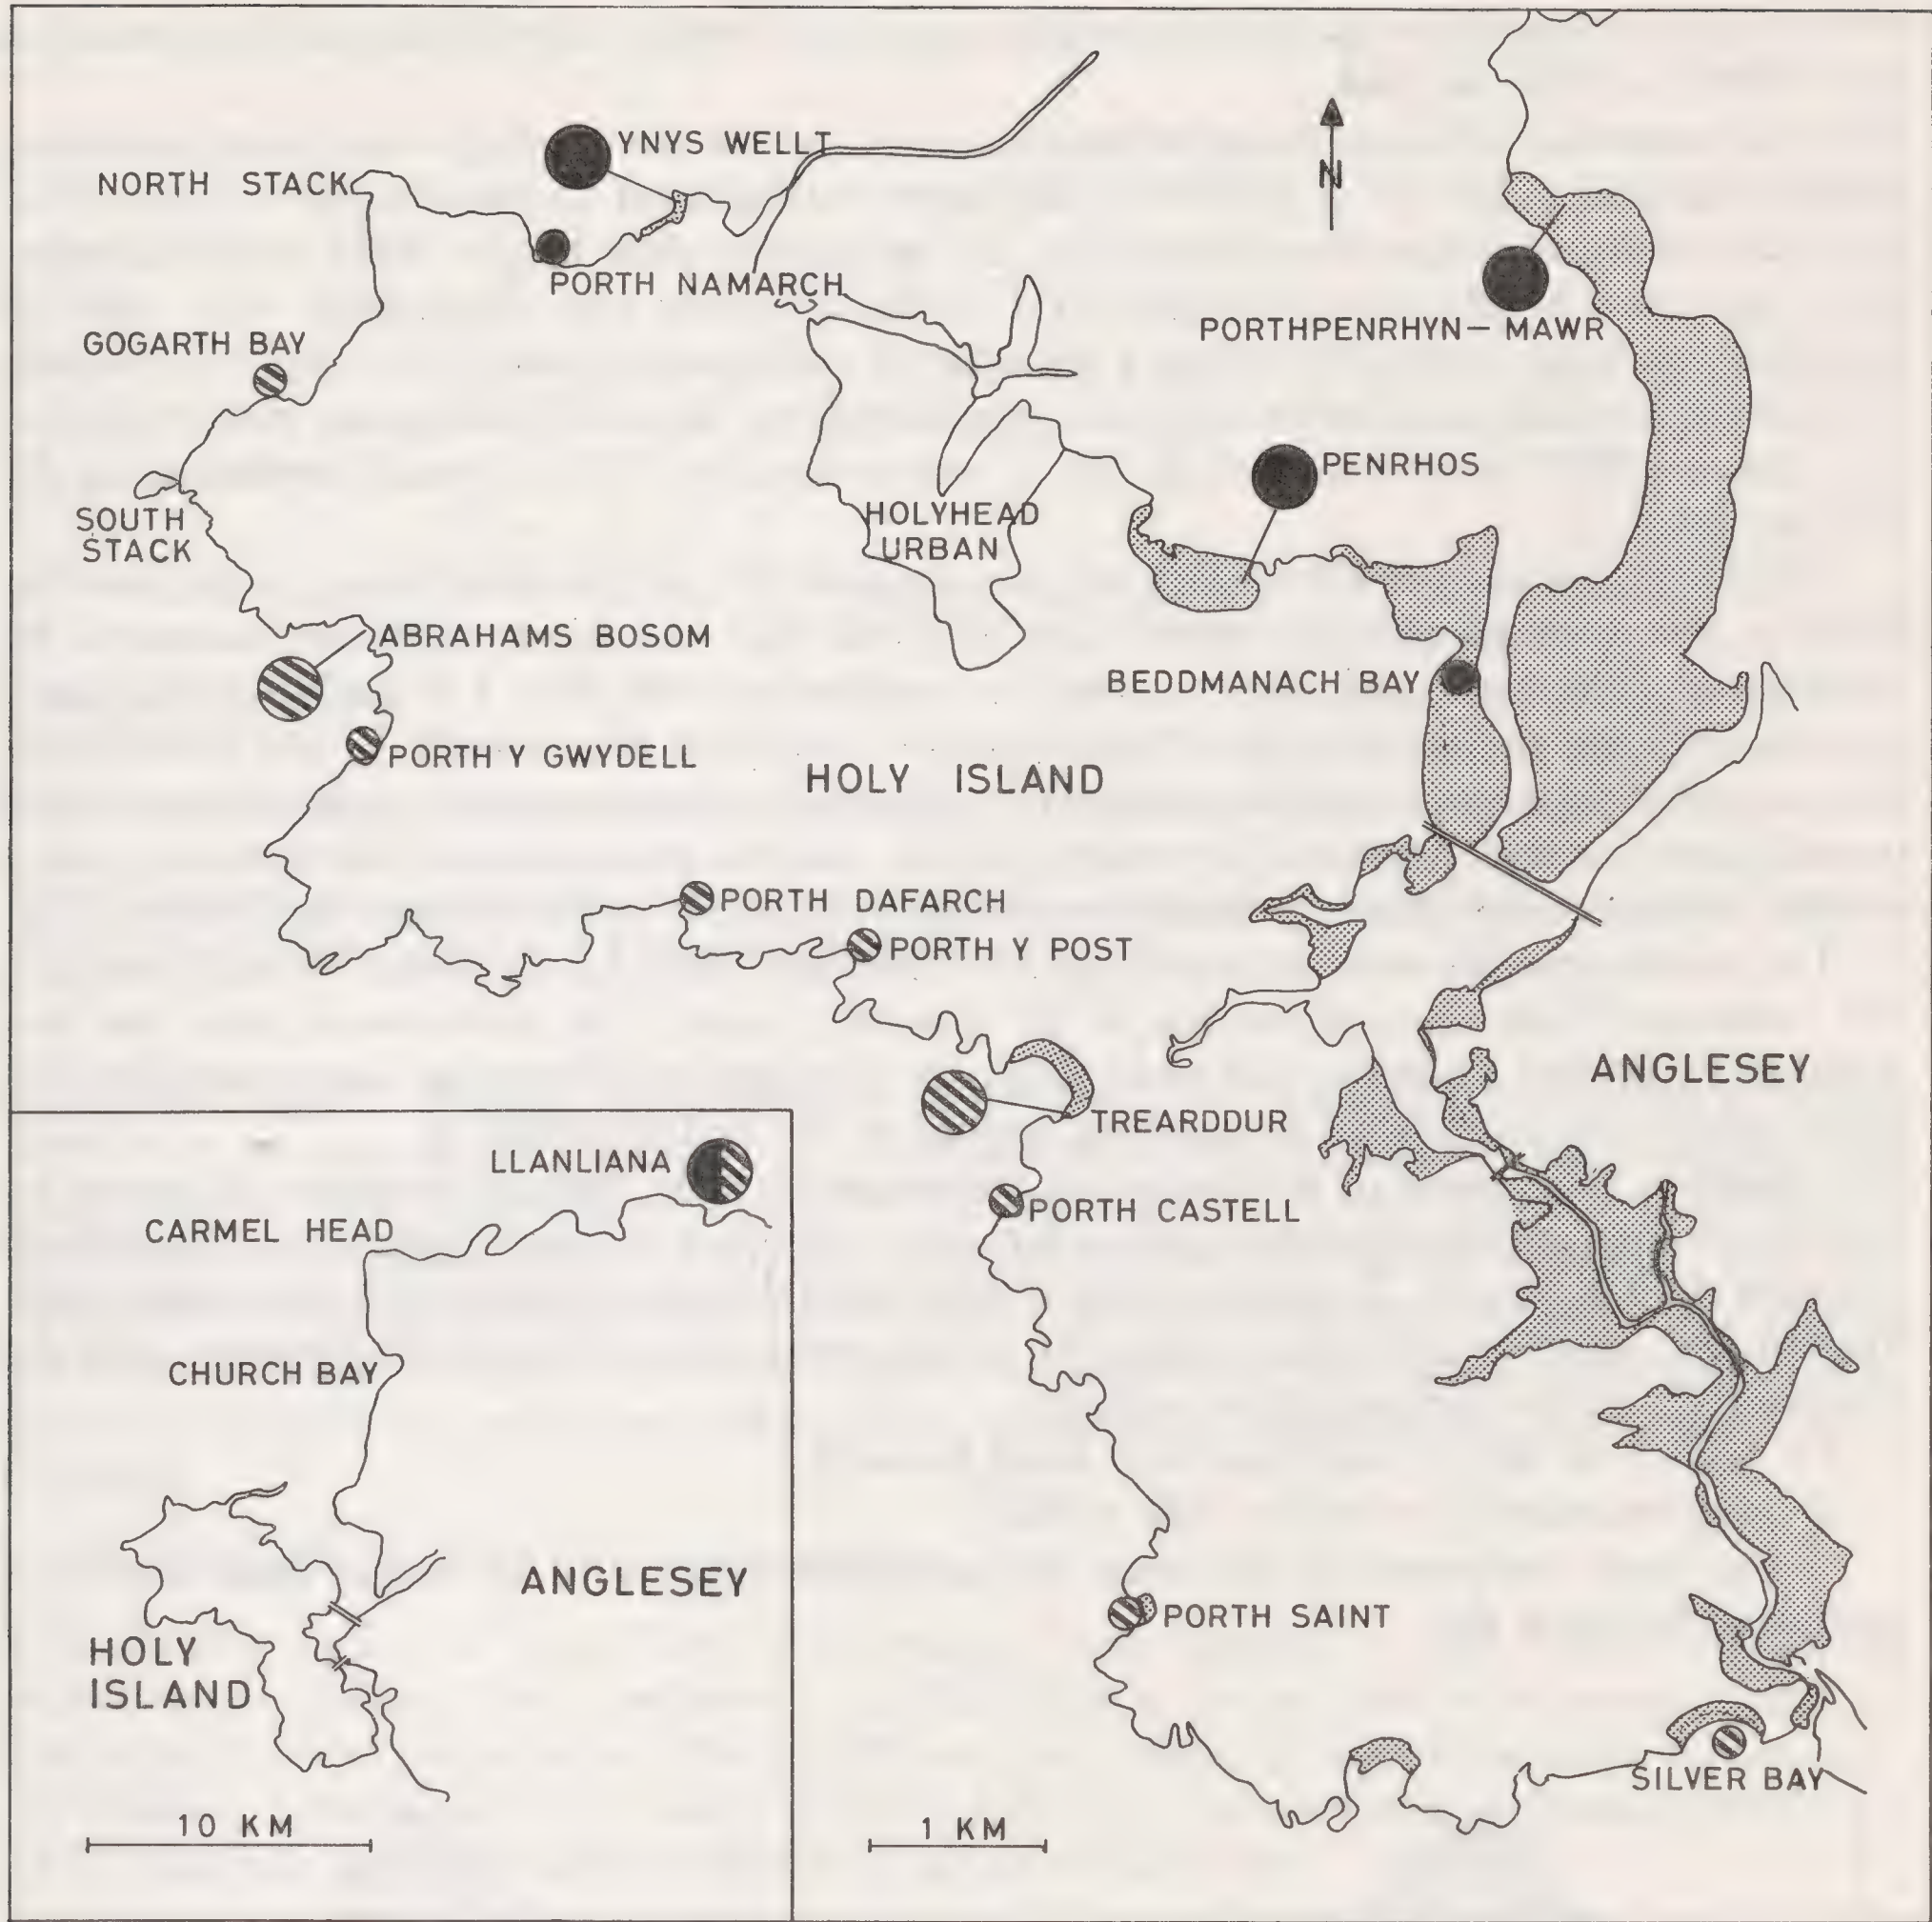 YNYS WELLT
NORTH STACK
N
PORTH NAMARCH
PORTHPENRHYN-MAWR
GOGARTH BAY
PENRHOS
SOUTH
STACK
HOLYHEAD
URBAN
ABRAHAMS BOSOM
BEDDMANACH BAY
PORTH Y GWYDELL
HOLY ISLAND
PORTH DAFARCH
PORTH Y POST
ANGLESEY
TREARDDUR
PORTH CASTELL
PORTH SAINT
SILVER BAY
1 KM
LLANLIANA
CARMEL HEAD
CHURCH BAY
ANGLESEY
HOLY
ISLAND
10 KM